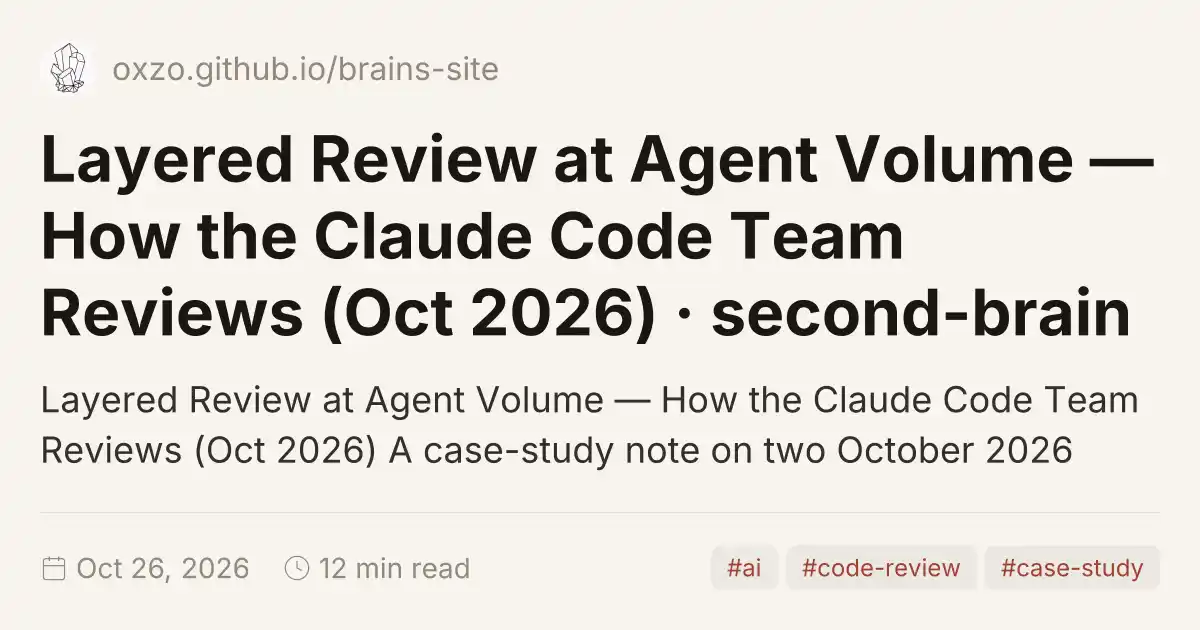 oxzo.github.io/brains-site
Layered Review at Agent Volume —
How the Claude Code Team
Reviews (Oct 2026) · second-brain
Layered Review at Agent Volume — How the Claude Code Team
Reviews (Oct 2026) A case-study note on two October 2026
Oct 26, 2026 12 min read #ai #code-review #case-study